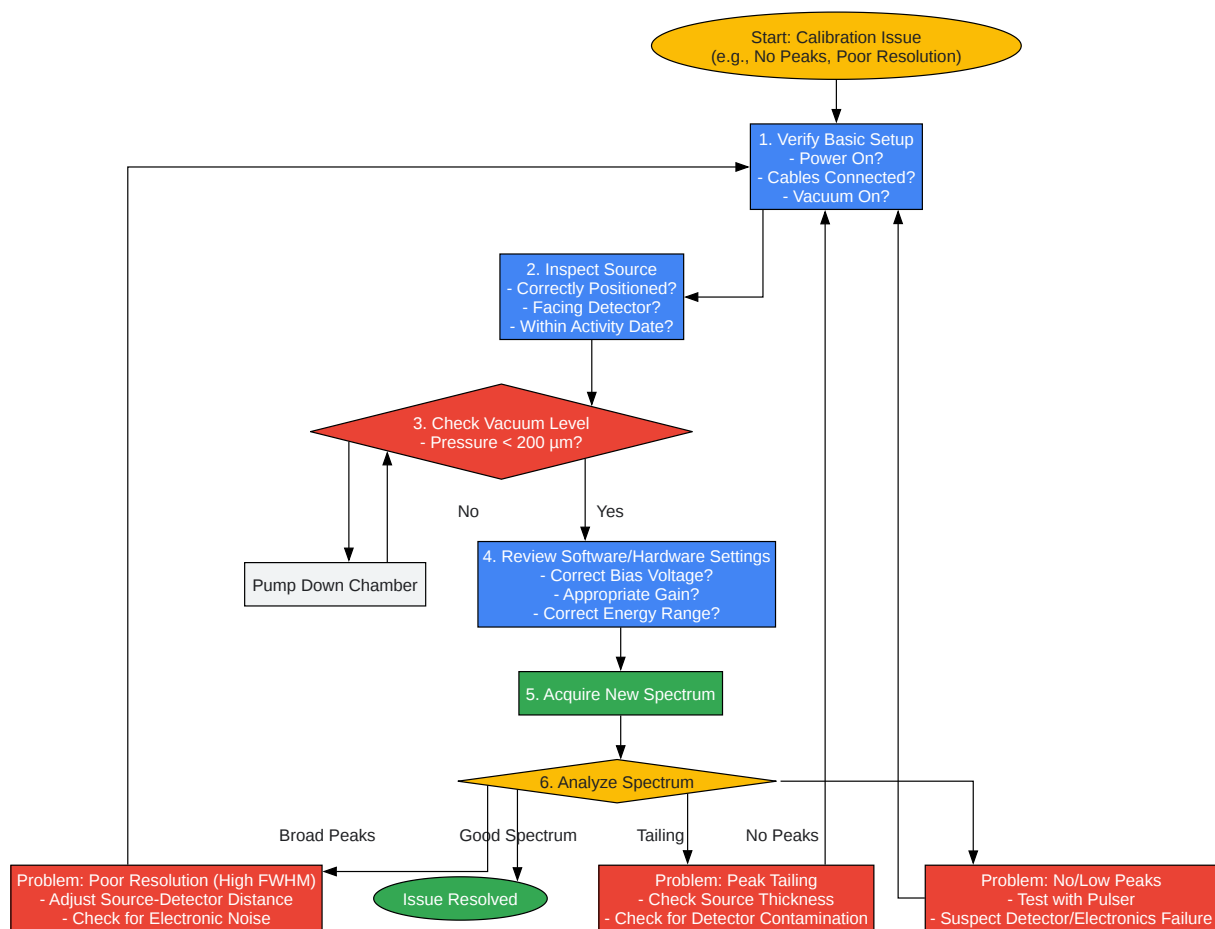 Start: Calibration Issue
(e.g., No Peaks, Poor Resolution)
1. Verify Basic Setup
- Power On?
- Cables Connected?
- Vacuum On?
2. Inspect Source
- Correctly Positioned?
- Facing Detector?
- Within Activity Date?
3. Check Vacuum Level
- Pressure < 200 µm?
No
Yes
Pump Down Chamber
4. Review Software/Hardware Settings
- Correct Bias Voltage?
- Appropriate Gain?
- Correct Energy Range?
5. Acquire New Spectrum
6. Analyze Spectrum
Broad Peaks
Good Spectrum
Tailing
No Peaks
Problem: Poor Resolution (High FWHM)
- Adjust Source-Detector Distance
- Check for Electronic Noise
Issue Resolved
Problem: Peak Tailing
- Check Source Thickness
- Check for Detector Contamination
Problem: No/Low Peaks
- Test with Pulser
- Suspect Detector/Electronics Failure